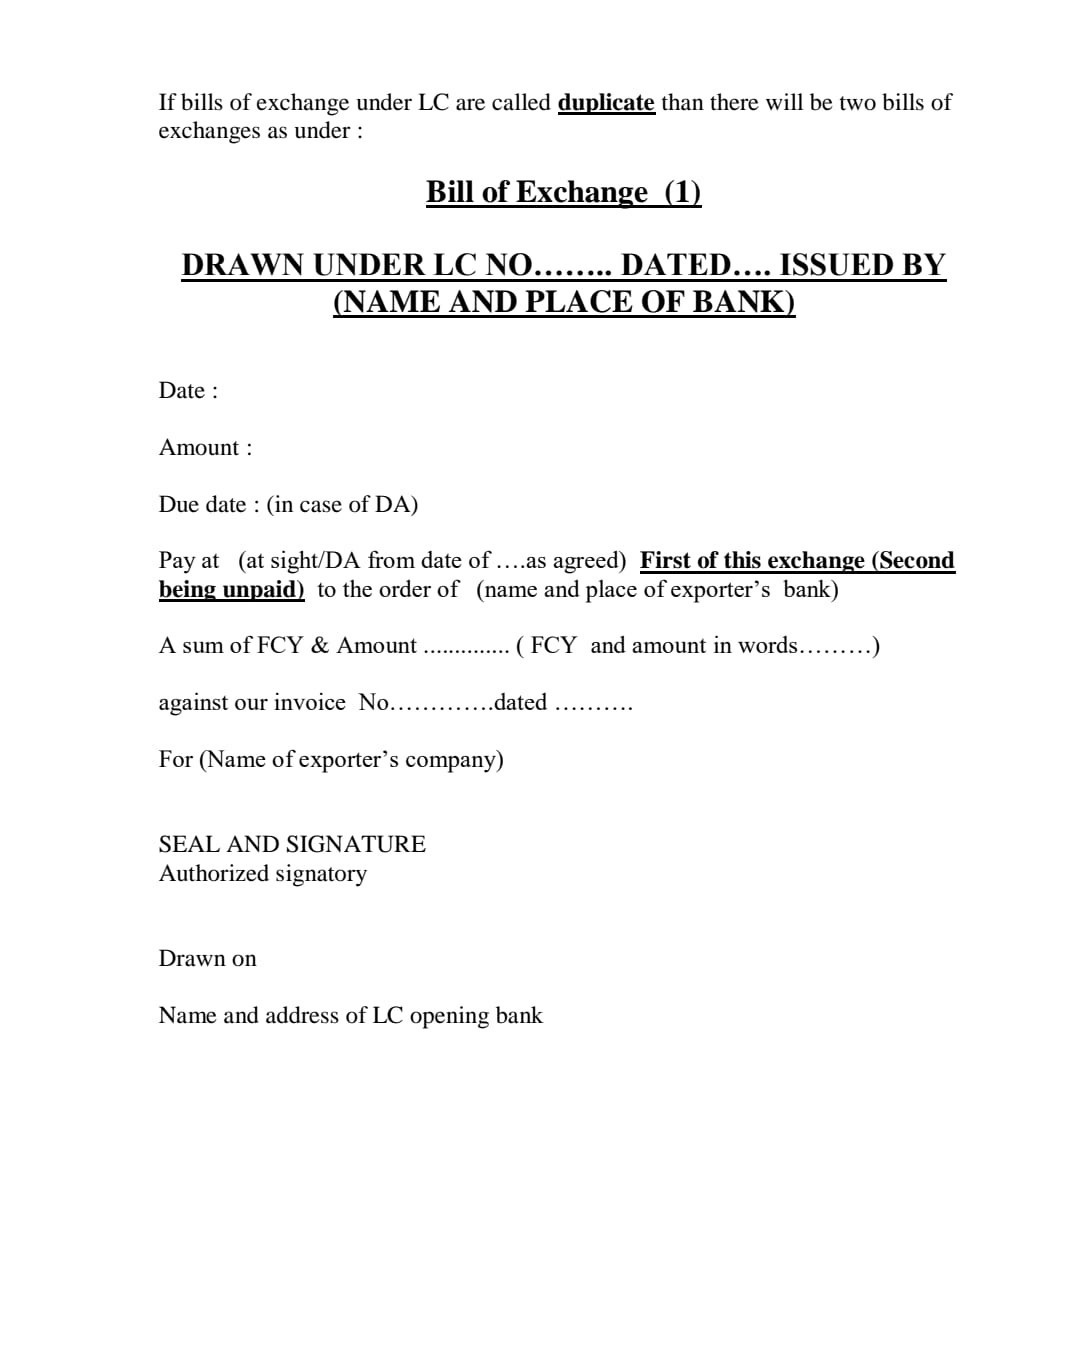 If bills of exchange under LC are called duplicate than there will be two bills of
exchanges as under :
Bill of Exchange (1)
DRAWN UNDER LC NO…….. DATED…. ISSUED BY
(NAME AND PLACE OF BANK)
Date :
Amount :
Due date : (in case of DA)
Pay at (at sight/DA from date of ….as agreed) First of this exchange (Second
being unpaid) to the order of (name and place of exporter’s bank)
A sum of FCY & Amount .............. ( FCY and amount in words………)
against our invoice No………….dated ……….
For (Name of exporter’s company)
SEAL AND SIGNATURE
Authorized signatory
Drawn on
Name and address of LC opening bank